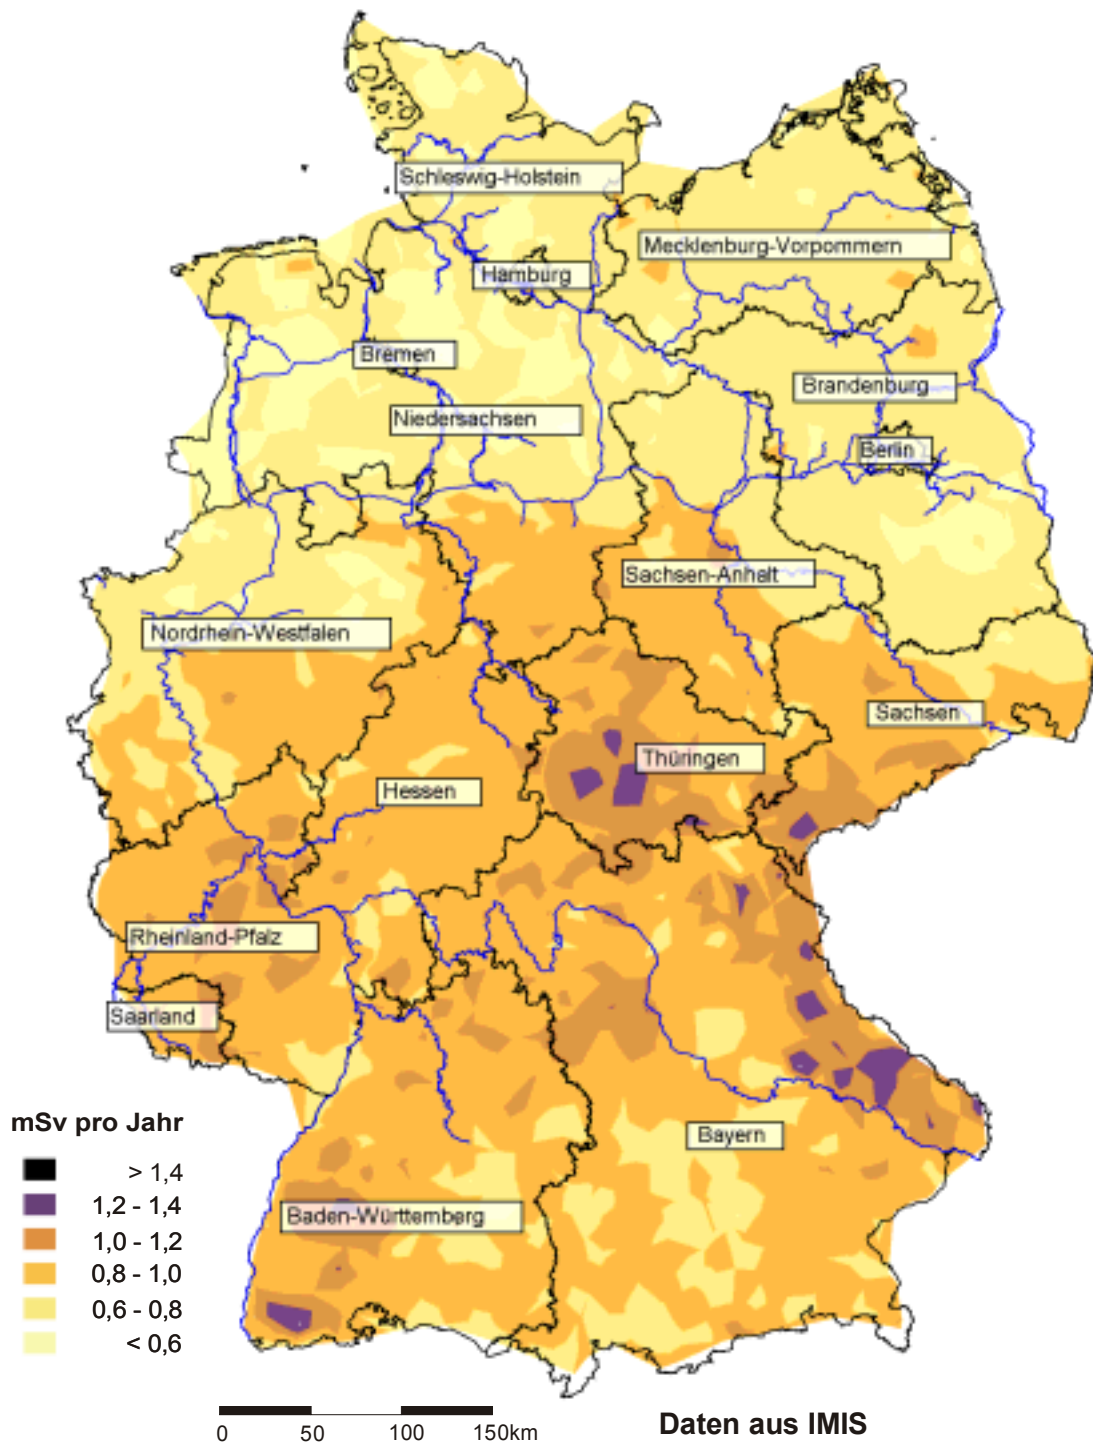 Schleswig-Holstein
Mecklenburg-Vorpommern
Hamburg
Bremen
Brandenburg
Niedersachsen
Berlin
Sachsen-Anhalt
Nordrhein-Westfalen
Sachsen
Thüringen
Hessen
Rheinland-Pfalz
Saarland
Bayern
Baden-Württemberg
mSv pro Jahr
> 1,4
1,2 - 1,4
1,0 - 1,2
0,8 - 1,0
0,6 - 0,8
< 0,6
0 50 100 150km
Daten aus IMIS